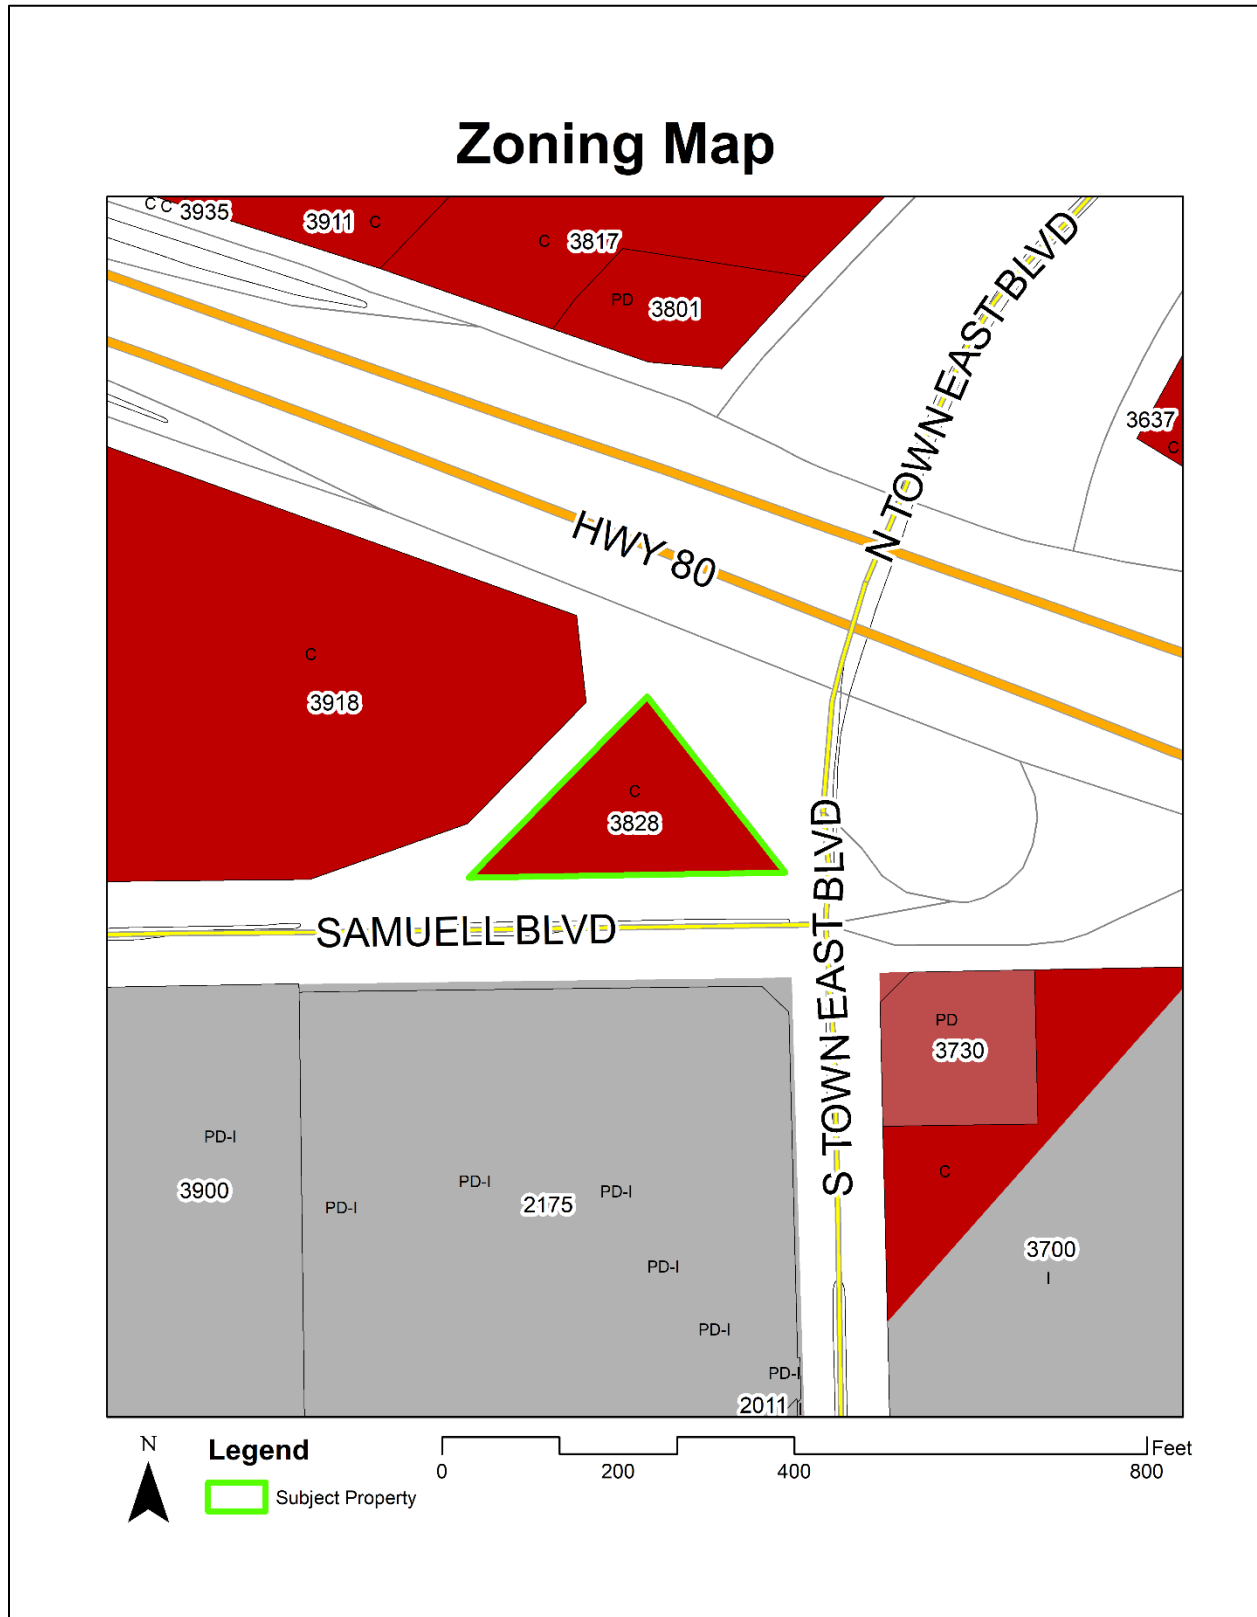 Zoning Map
C C 3935
3911 C
C 3817
PD 3801
N TOWN EAST BLVD
3637
C
HWY 80
C
3918
C
3828
SAMUELL BLVD
S TOWN EAST BLVD
PD
3730
C
PD-I
3900
PD-I
PD-I
2175
PD-I
PD-I
PD-I
PD-I
2011
I
3700
I
N
Legend
Subject Property
0 200 400 800
Feet